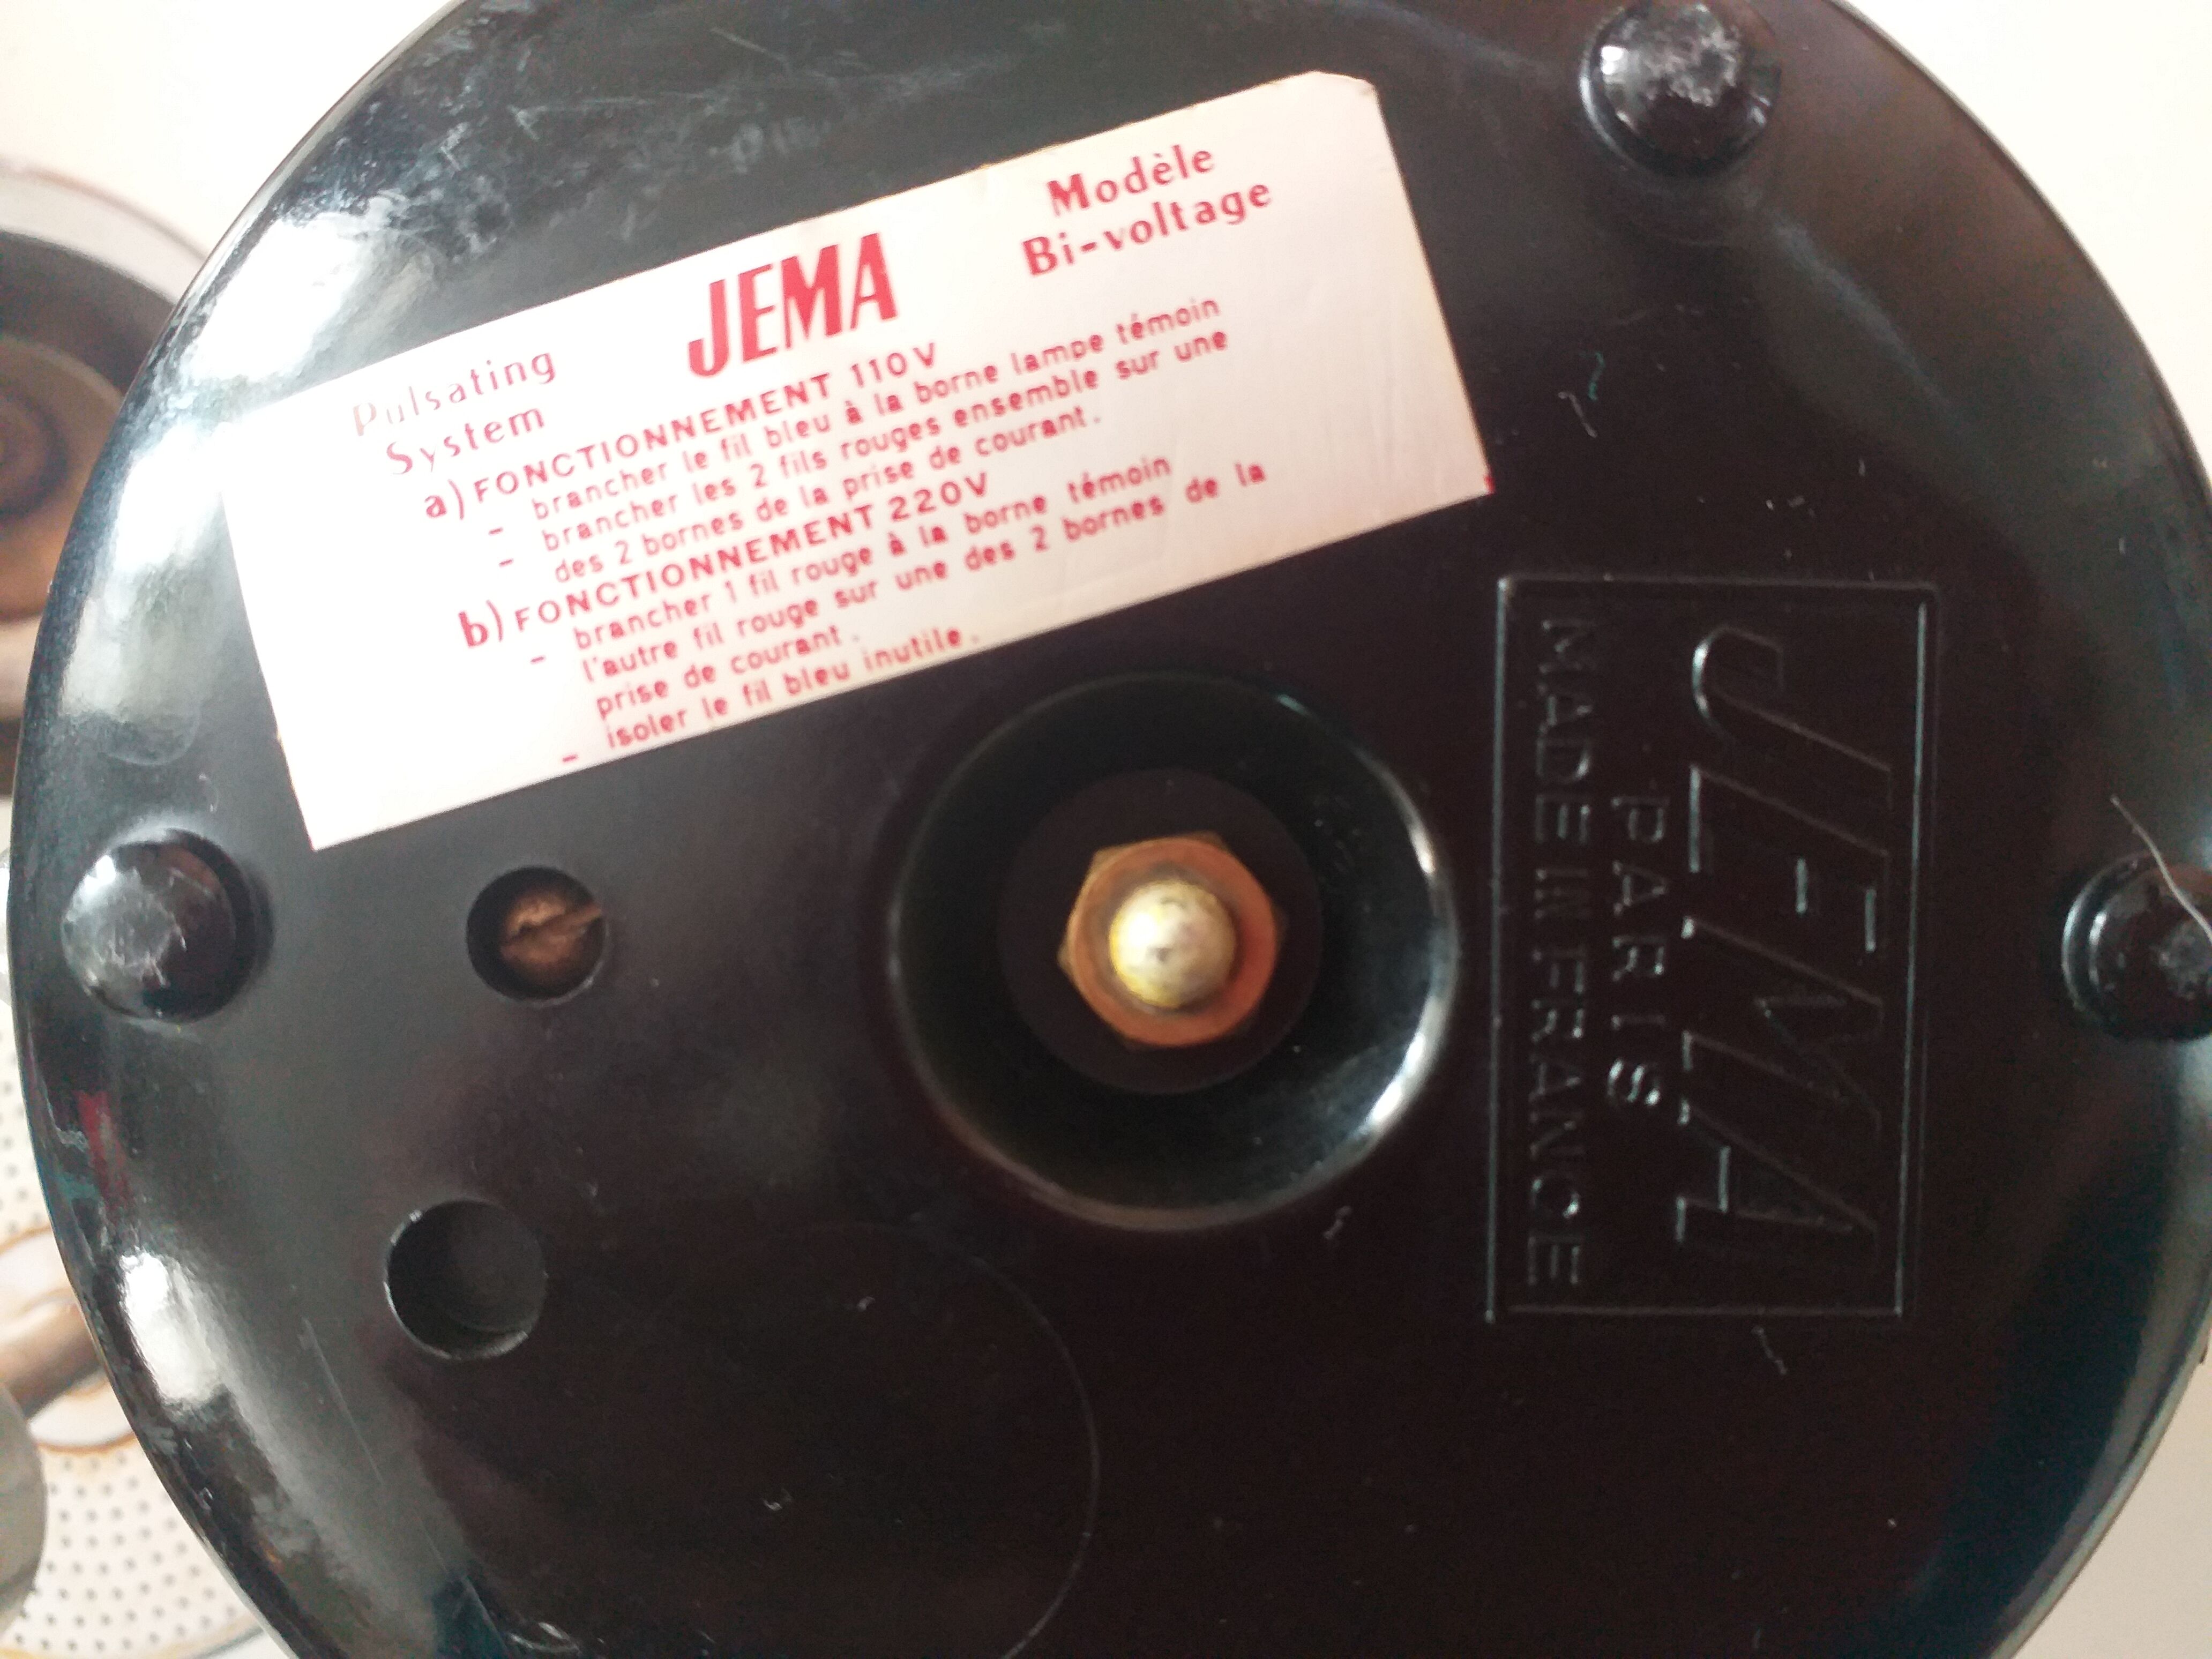 Pulsating
System
JEMA
Modèle
Bi-voltage
a) FONCTIONNEMENT 110V
- brancher le fil bleu à la borne lampe témoin
- brancher les 2 fils rouges ensemble sur une
des 2 bornes de la prise de courant.
b) FONCTIONNEMENT 220V
- brancher 1 fil rouge à la borne témoin
l'autre fil rouge sur une des 2 bornes de la
prise de courant.
- isoler le fil bleu inutile.
JEMA
PARIS
MADE IN FRANCE